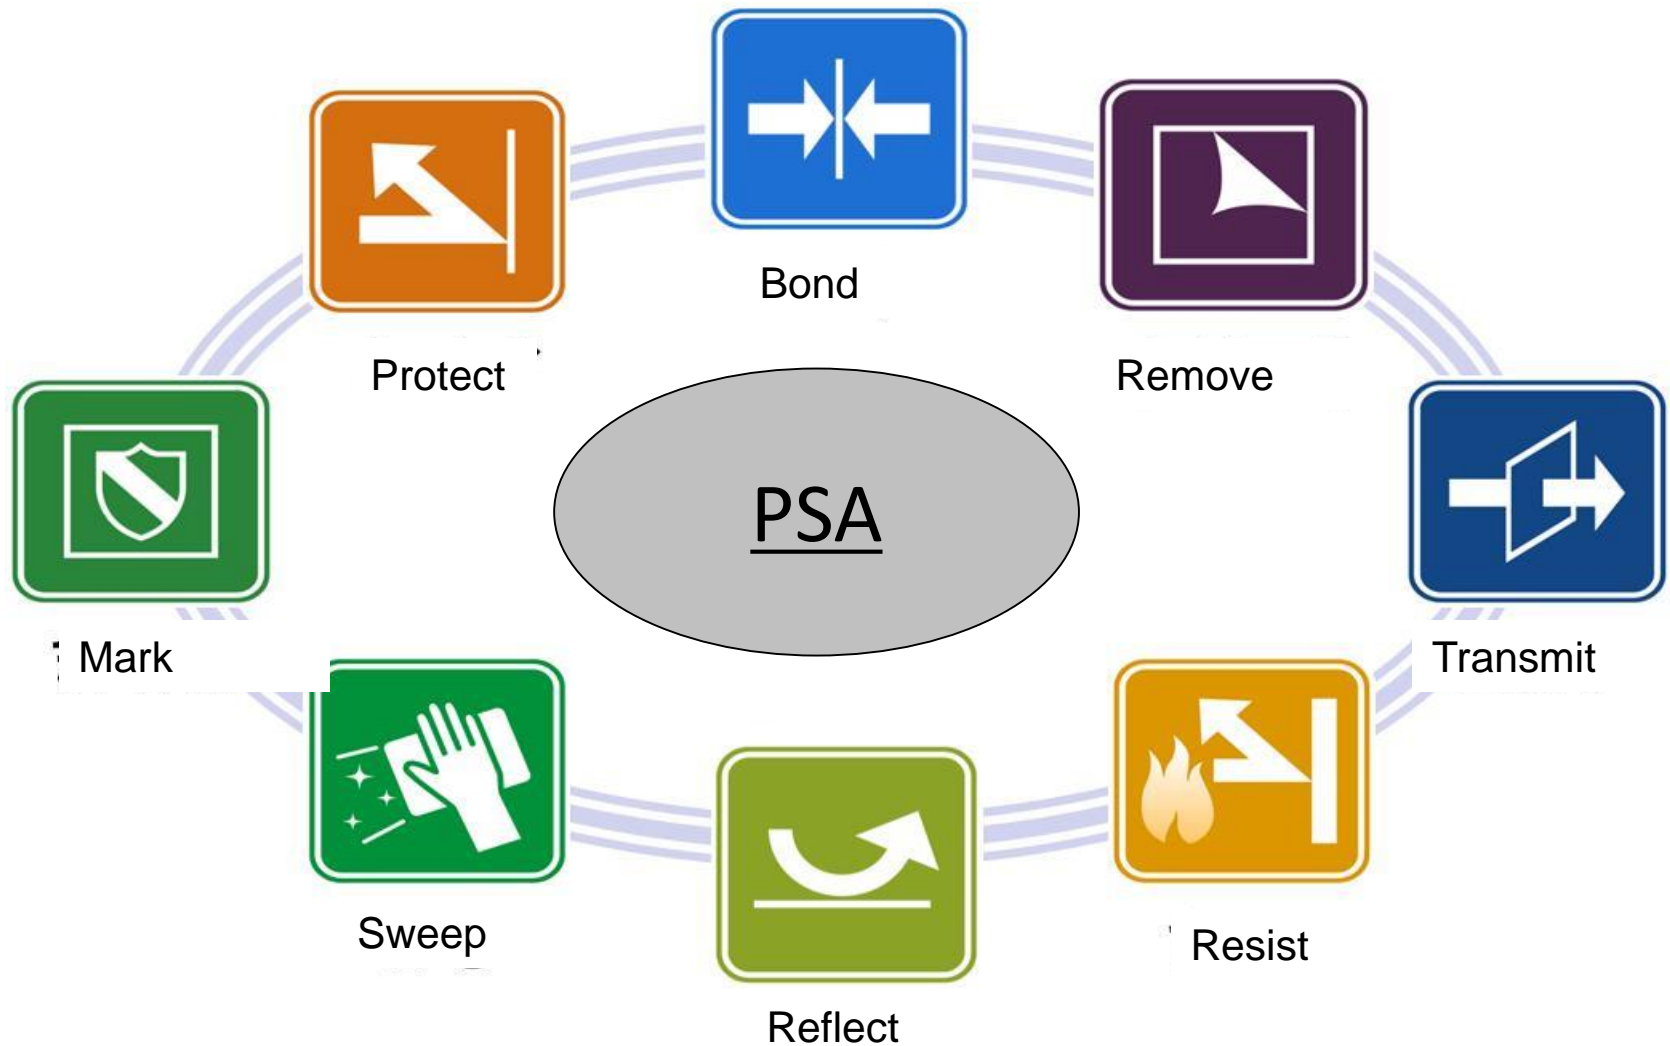 Bond
Protect
Remove
PSA
Mark
Transmit
Sweep
Resist
Reflect